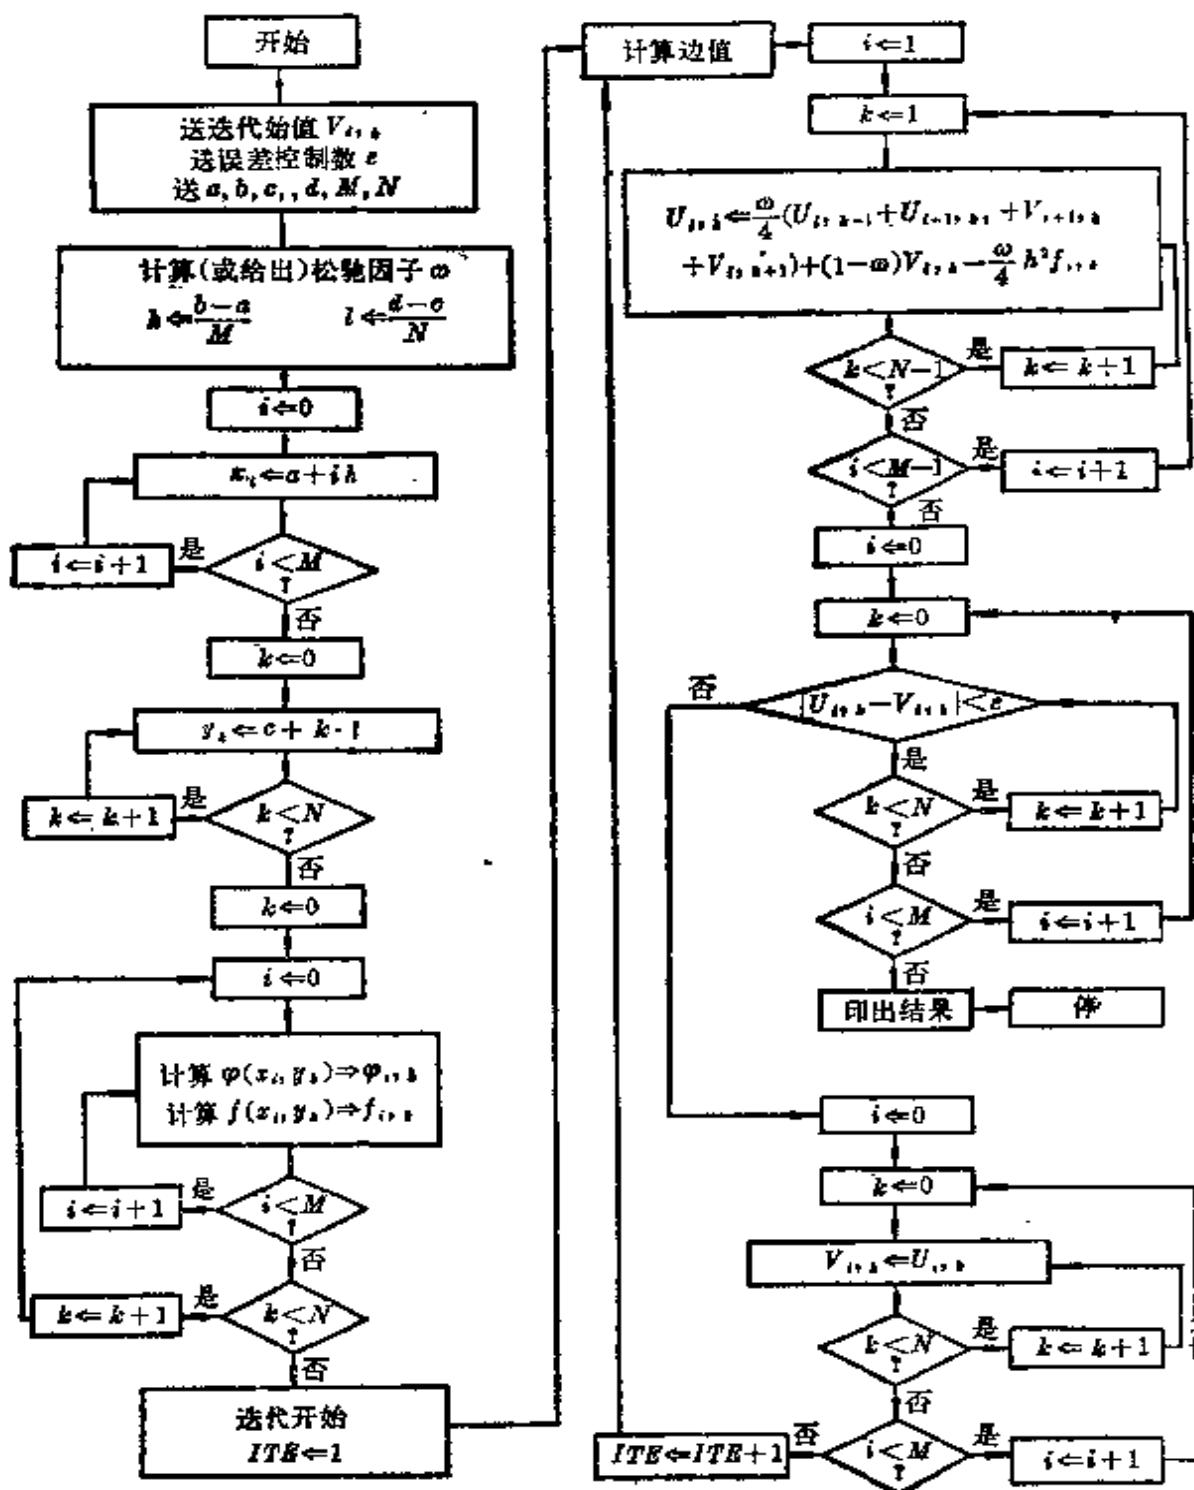 开始
送迭代始值 V_{i,k}
送误差控制数 e
送 a, b, c,, d, M, N
计算(或给出)松驰因子 ω
h⇐\frac{b-a}{M} l⇐\frac{d-c}{N}
i⇐0
x_i⇐a+ih
i<M
?
是
i⇐i+1
否
k⇐0
y_k⇐c+ k·l
k<N
?
是
k⇐k+1
否
k⇐0
i⇐0
计算 φ(x_i, y_k)⇒φ_{i,k}
计算 f(x_i, y_k)⇒f_{i,k}
i<M
?
是
i⇐i+1
否
k<N
?
是
k⇐k+1
否
迭代开始
ITE⇐1
计算边值
i⇐1
k⇐1
U_{i,k}⇐\frac{ω}{4}(U_{i,k-1}+U_{i-1,k}+V_{i+1,k}
+V_{i,k+1})+(1-ω)V_{i,k}-\frac{ω}{4}h^2f_{i,k}
k<N-1
?
是
k⇐k+1
否
i<M-1
?
是
i⇐i+1
否
i⇐0
k⇐0
|U_{i,k}-V_{i,k}|<e
否
是
k<N
?
是
k⇐k+1
否
i<M
?
是
i⇐i+1
否
印出结果
停
i⇐0
k⇐0
V_{i,k}⇐U_{i,k}
k<N
?
是
k⇐k+1
否
i<M
?
是
i⇐i+1
否
ITE⇐ITE+1